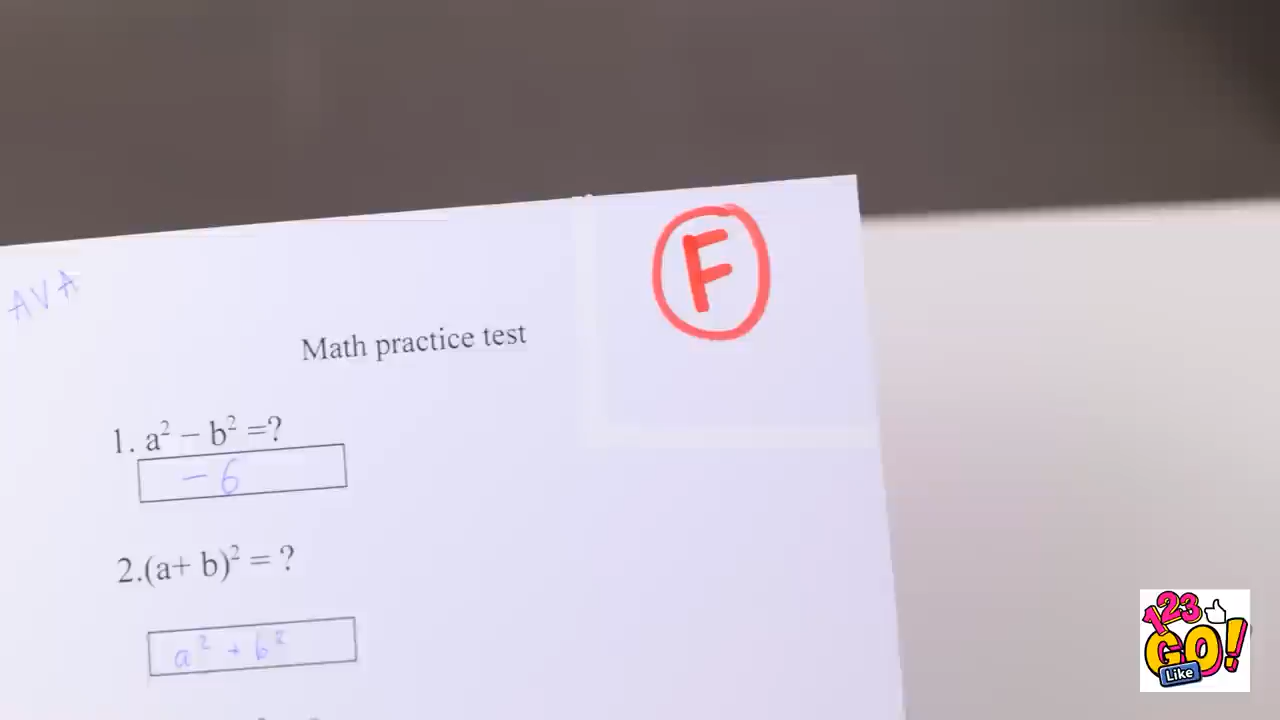 F
AVA
Math practice test
1. a² − b² =?
− 6
2.(a+ b)² = ?
a² + b²
123
GO!
Like